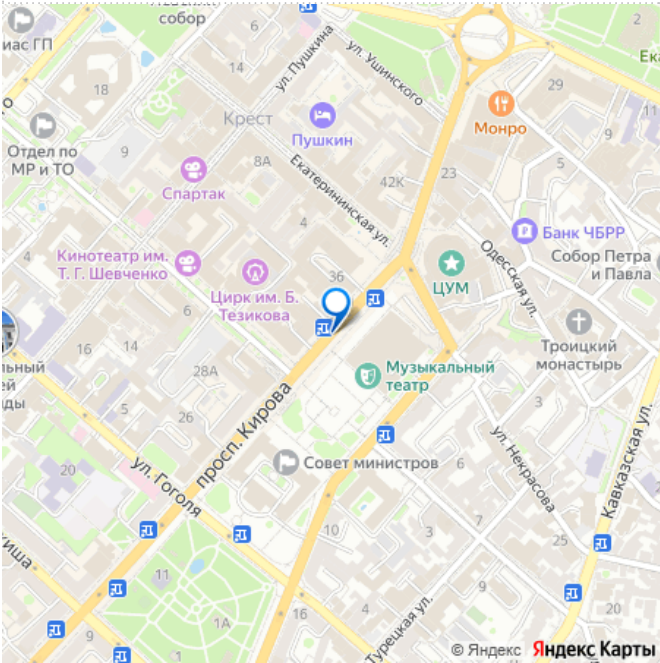 собор
иас ГП
6
14
18
ул. Пушкина
ул. Ушинского
29
Монро
Крест
Пушкин
Отдел по
МР и ТО
9
8А
Спартак
Екатерининская ул.
42К
23
5
4
Банк ЧБРР
Одесская ул.
Собор Петра
и Павла
Кинотеатр им.
Т. Г. Шевченко
Цирк им. Б.
Тезикова
36
ЦУМ
6
16
14
Троицкий
монастырь
3
28А
Музыкальный
театр
26
просп. Кирова
9
ул. Гоголя
Совет министров
6
ул. Некрасова
Кавказская ул.
20
10
3
25
11
9
1А
16
20
Турецкая ул.
© Яндекс Яндекс Карты